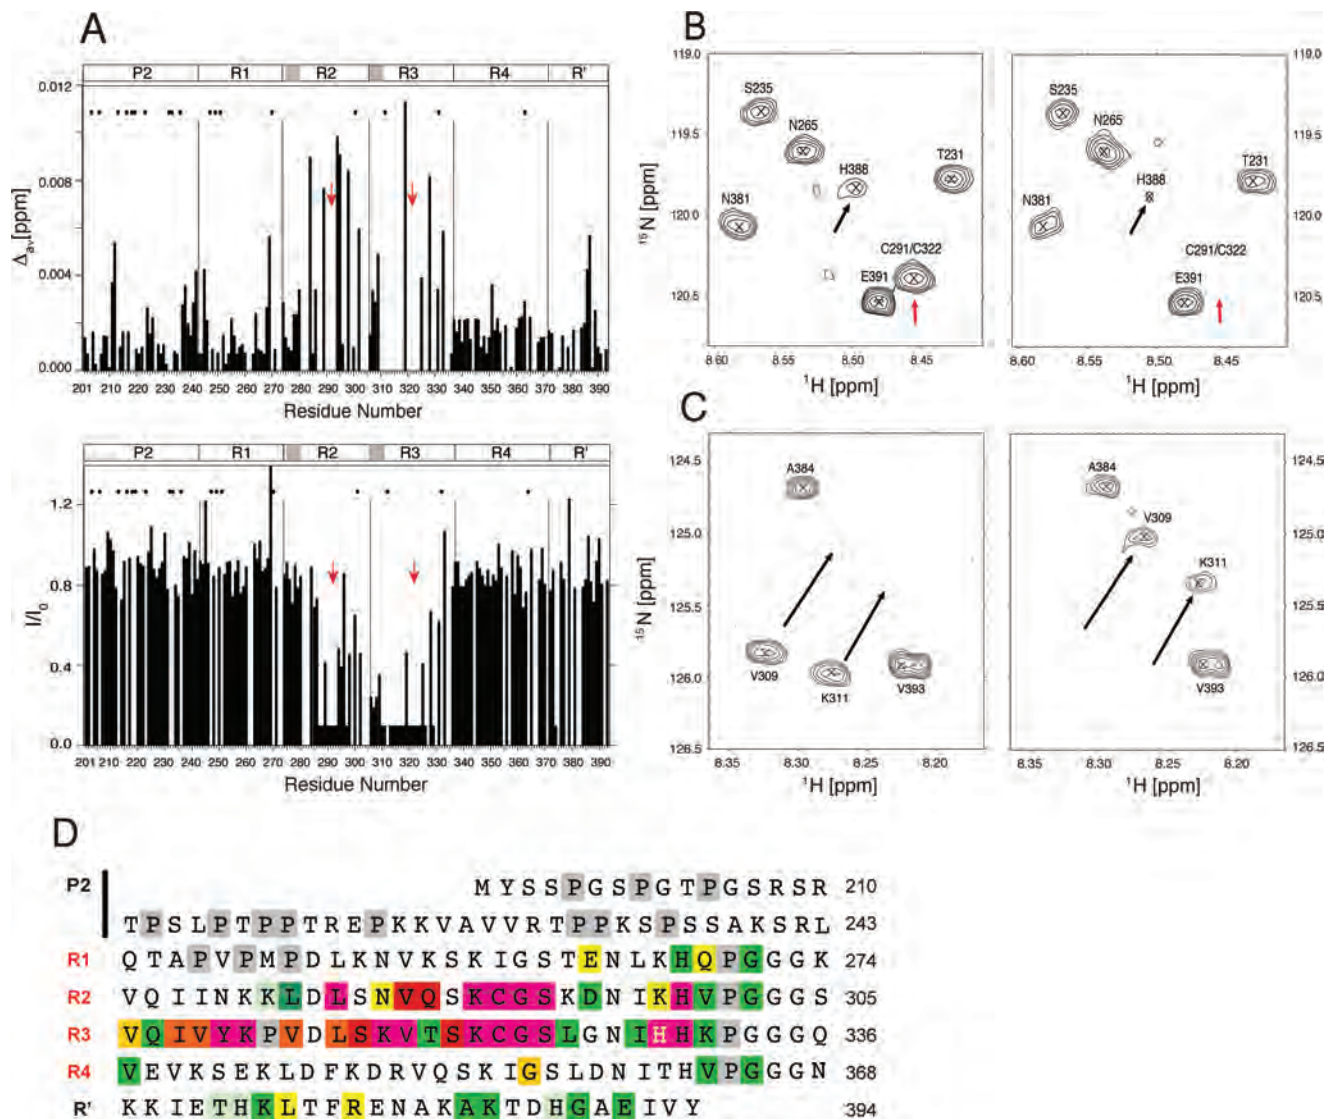 A
P2 R1 R2 R3 R4 R'
0.012
0.008
0.004
0.000
Δav[ppm]
201 210 220 230 240 250 260 270 280 290 300 310 320 330 340 350 360 370 380 390
Residue Number
P2 R1 R2 R3 R4 R'
1.2
0.8
0.4
0.0
I/I0
201 210 220 230 240 250 260 270 280 290 300 310 320 330 340 350 360 370 380 390
Residue Number
B
119.0
119.5
120.0
120.5
15N [ppm]
S235
N265
H388
T231
N381
C291/C322
E391
8.60 8.55 8.50 8.45
1H [ppm]
S235
N265
H388
T231
N381
C291/C322
E391
119.0
119.5
120.0
120.5
8.60 8.55 8.50 8.45
1H [ppm]
C
124.5
125.0
125.5
126.0
126.5
15N [ppm]
A384
V309
K311
V393
8.35 8.30 8.25 8.20
1H [ppm]
A384
V309
K311
V393
124.5
125.0
125.5
126.0
126.5
8.35 8.30 8.25 8.20
1H [ppm]
D
P2 M Y S S P G S P G T P G S R S R 210
T P S L P T P P T R E P K K V A V V R T P P K S P S S A K S R L 243
R1 Q T A P V P M P D L K N V K S K I G S T E N L K H Q P G G G K 274
R2 V Q I I N K K L D L S N V Q S K C G S K D N I K H V P G G G S 305
R3 V Q I V Y K P V D L S K V T S K C G S L G N I H H K P G G G Q 336
R4 V E V K S E K L D F K D R V Q S K I G S L D N I T H V P G G G N 368
R' K K I E T H K L T F R E N A K A K T D H G A E I V Y 394